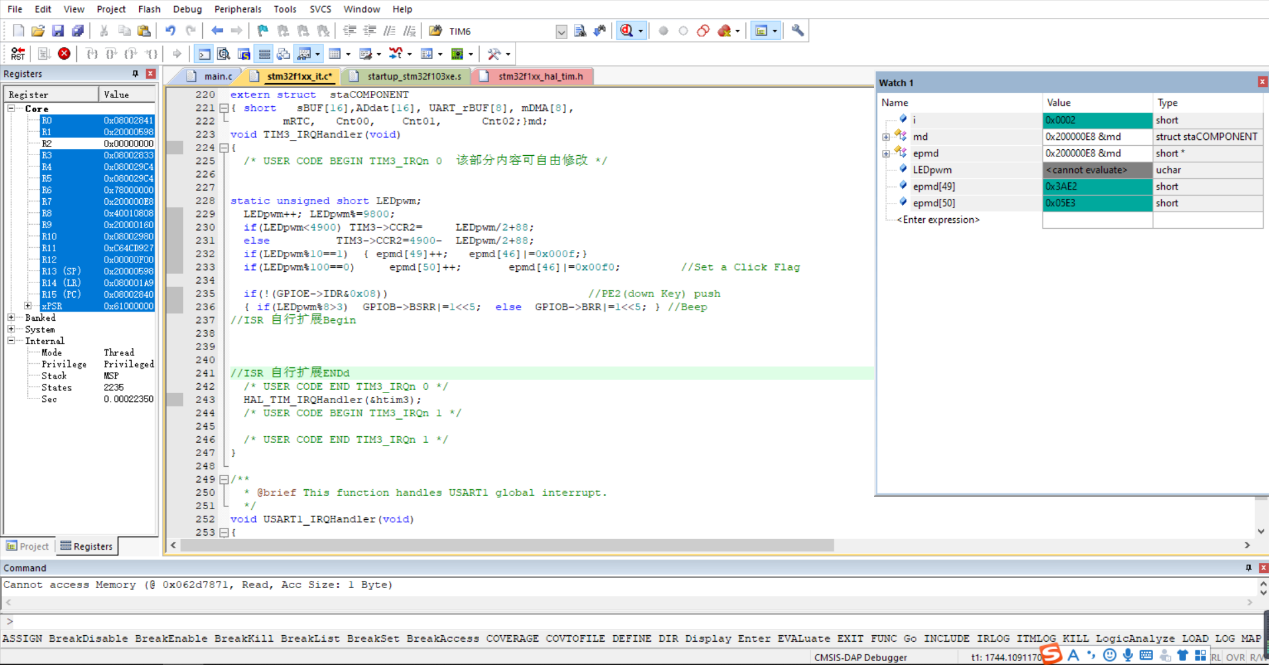 File Edit View Project Flash Debug Peripherals Tools SVCS Window Help
TIM6
RST
Registers
main.c stm32f1xx_it.c* startup_stm32f103xe.s stm32f1xx_hal_tim.h
Register Value
Core
R0 0x08002841
R1 0x20000598
R2 0x00000000
R3 0x08002833
R4 0x080029C4
R5 0x080029C4
R6 0x78000000
R7 0x200000E8
R8 0x40010808
R9 0x20000160
R10 0x08002980
R11 0xC64CD927
R12 0x00000F00
R13 (SP) 0x20000598
R14 (LR) 0x080001A9
R15 (PC) 0x08002840
xPSR 0x61000000
Banked
System
Internal
Mode Thread
Privilege Privileged
Stack MSP
States 2235
Sec 0.00022350
Project Registers
220 extern struct staCOMPONENT
221 { short sBUF[16],ADdat[16], UART_rBUF[8], mDMA[8],
222 mRTC, Cnt00, Cnt01, Cnt02;}md;
223 void TIM3_IRQHandler(void)
224 {
225 /* USER CODE BEGIN TIM3_IRQn 0 该部分内容可自由修改 */
226
227
228 static unsigned short LEDpwm;
229 LEDpwm++; LEDpwm%=9800;
230 if(LEDpwm<4900) TIM3->CCR2= LEDpwm/2+88;
231 else TIM3->CCR2=4900- LEDpwm/2+88;
232 if(LEDpwm%10==1) { epmd[49]++; epmd[46]|=0x000f;}
233 if(LEDpwm%100==0) epmd[50]++; epmd[46]|=0x00f0; //Set a Click Flag
234
235 if(!(GPIOE->IDR&0x08)) //PE2(down Key) push
236 { if(LEDpwm%8>3) GPIOB->BSRR|=1<<5; else GPIOB->BRR|=1<<5; } //Beep
237 //ISR 自行扩展Begin
238
239
240
241 //ISR 自行扩展ENDd
242 /* USER CODE END TIM3_IRQn 0 */
243 HAL_TIM_IRQHandler(&htim3);
244 /* USER CODE BEGIN TIM3_IRQn 1 */
245
246 /* USER CODE END TIM3_IRQn 1 */
247 }
248
249 /**
250 * @brief This function handles USART1 global interrupt.
251 */
252 void USART1_IRQHandler(void)
253 {
Watch 1
Name Value Type
i 0x0002 short
md 0x200000E8 &md struct staCOMPONENT
epmd 0x200000E8 &md short *
LEDpwm <cannot evaluate> uchar
epmd[49] 0x3AE2 short
epmd[50] 0x05E3 short
<Enter expression>
Command
Cannot access Memory (@ 0x062d7871, Read, Acc Size: 1 Byte)
>
ASSIGN BreakDisable BreakEnable BreakKill BreakList BreakSet BreakAccess COVERAGE COVTOFILE DEFINE DIR Display Enter EVALuate EXIT FUNC Go INCLUDE IRLOG ITMLOG KILL LogicAnalyze LOAD LOG MAP
CMSIS-DAP Debugger t1: 1744.1091170 RL OVR R/W